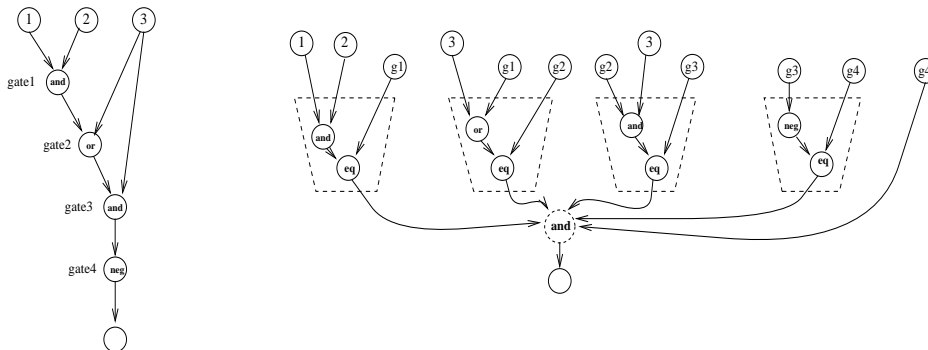 1 2 3
gate1 and
gate2 or
gate3 and
gate4 neg
1 2 g1 3 g1 g2 g2 3 g3 g3 g4 g4
and or and neg
eq eq eq eq
and